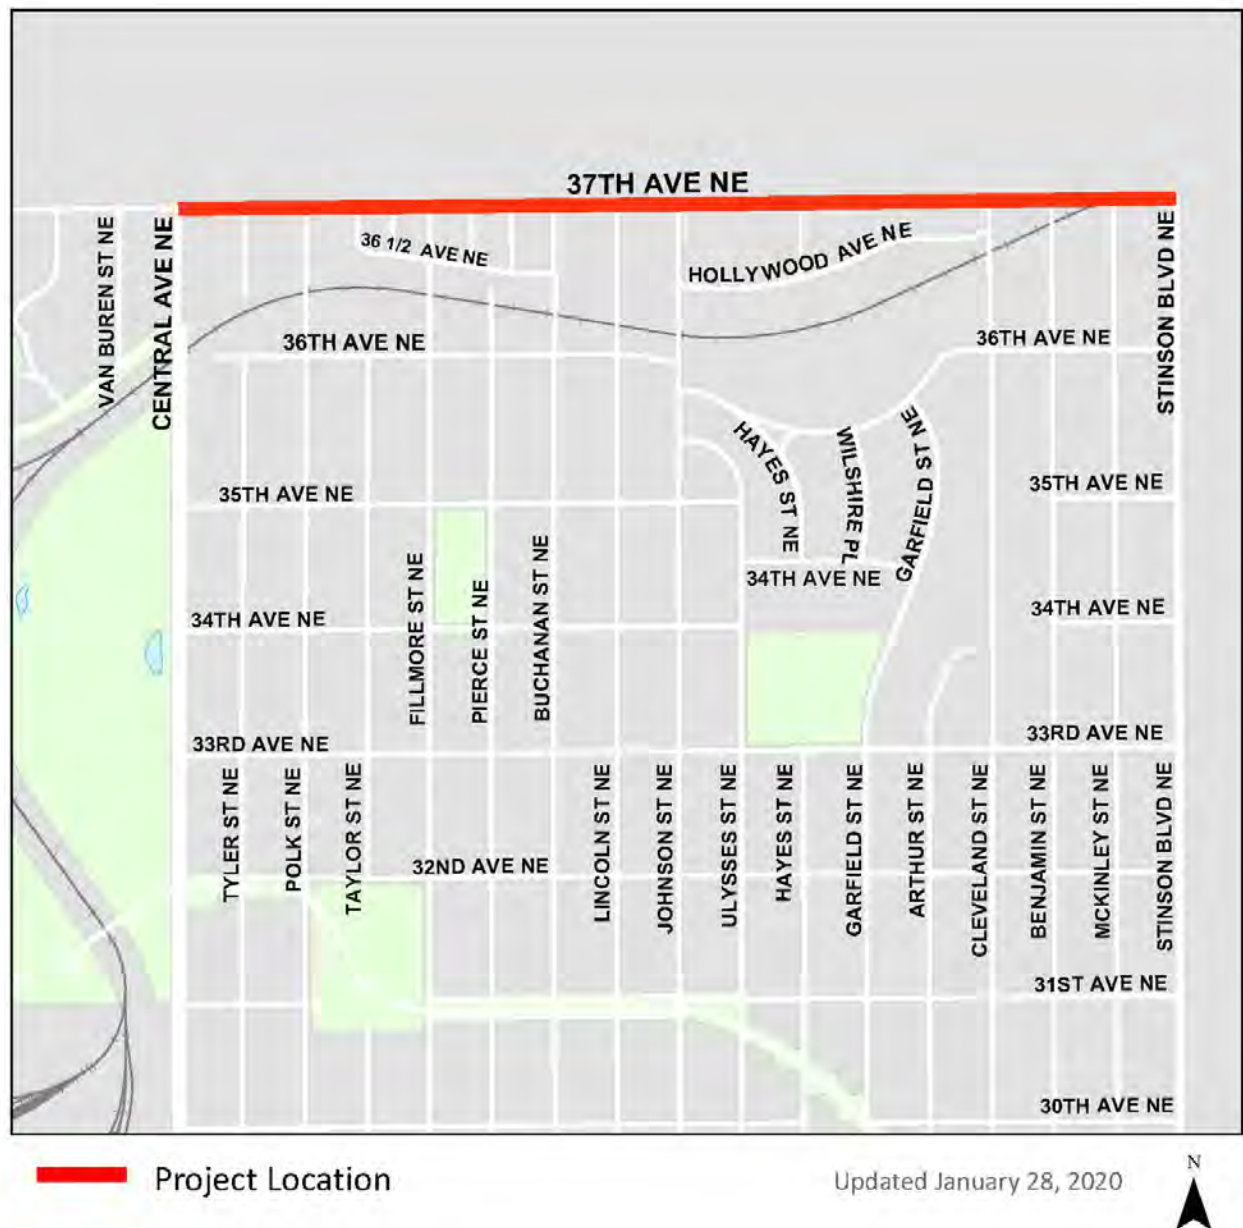 37TH AVE NE
VAN BUREN ST NE
CENTRAL AVE NE
36 1/2 AVE NE
HOLLYWOOD AVE NE
STINSON BLVD NE
36TH AVE NE
36TH AVE NE
HAYES ST NE
WILSHIRE PL
GARFIELD ST NE
35TH AVE NE
35TH AVE NE
FILLMORE ST NE
PIERCE ST NE
BUCHANAN ST NE
34TH AVE NE
34TH AVE NE
34TH AVE NE
33RD AVE NE
33RD AVE NE
TYLER ST NE
POLK ST NE
TAYLOR ST NE
32ND AVE NE
LINCOLN ST NE
JOHNSON ST NE
ULYSSES ST NE
HAYES ST NE
GARFIELD ST NE
ARTHUR ST NE
CLEVELAND ST NE
BENJAMIN ST NE
MCKINLEY ST NE
STINSON BLVD NE
31ST AVE NE
30TH AVE NE
Project Location
Updated January 28, 2020
N